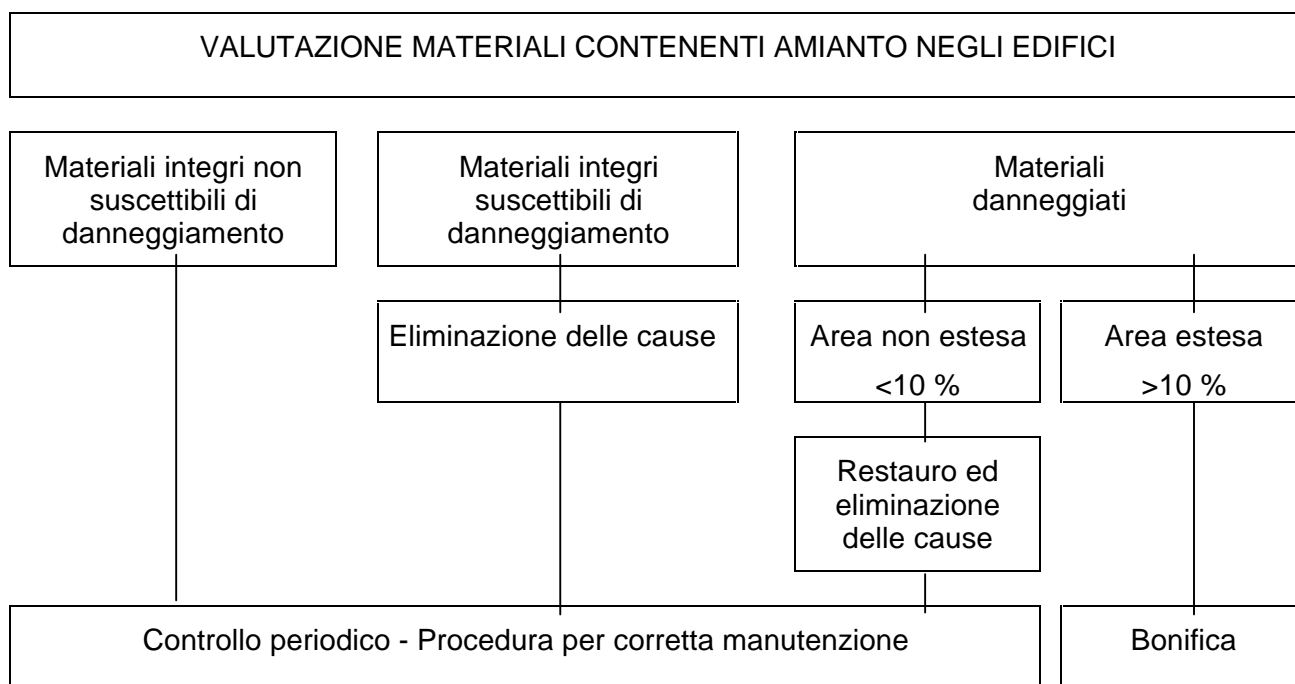 VALUTAZIONE MATERIALI CONTENENTI AMIANTO NEGLI EDIFICI
Materiali integri non
suscettibili di
danneggiamento
Materiali integri
suscettibili di
danneggiamento
Materiali
danneggiati
Eliminazione delle cause
Area non estesa
<10 %
Area estesa
>10 %
Restauro ed
eliminazione
delle cause
Controllo periodico - Procedura per corretta manutenzione
Bonifica